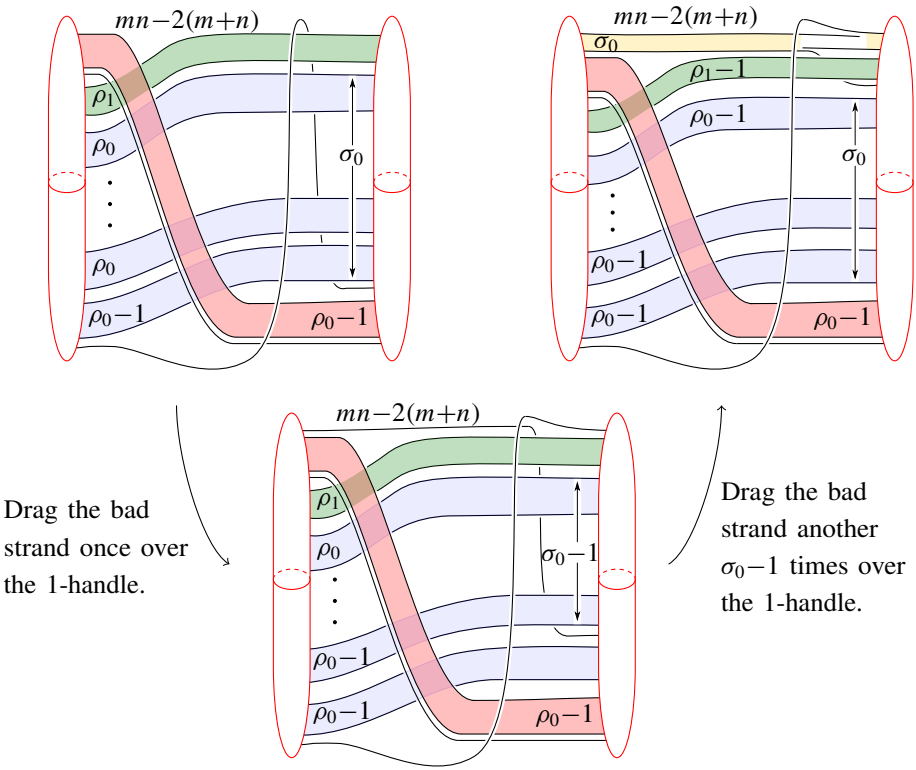 mn−2(m+n)
ρ₁
ρ₀
σ₀
ρ₀
ρ₀−1
ρ₀−1
mn−2(m+n)
σ₀
ρ₁−1
ρ₀−1
σ₀
ρ₀−1
ρ₀−1
ρ₀−1
mn−2(m+n)
ρ₁
ρ₀
σ₀−1
ρ₀−1
ρ₀−1
ρ₀−1
Drag the bad
strand once over
the 1-handle.
Drag the bad
strand another
σ₀−1 times over
the 1-handle.